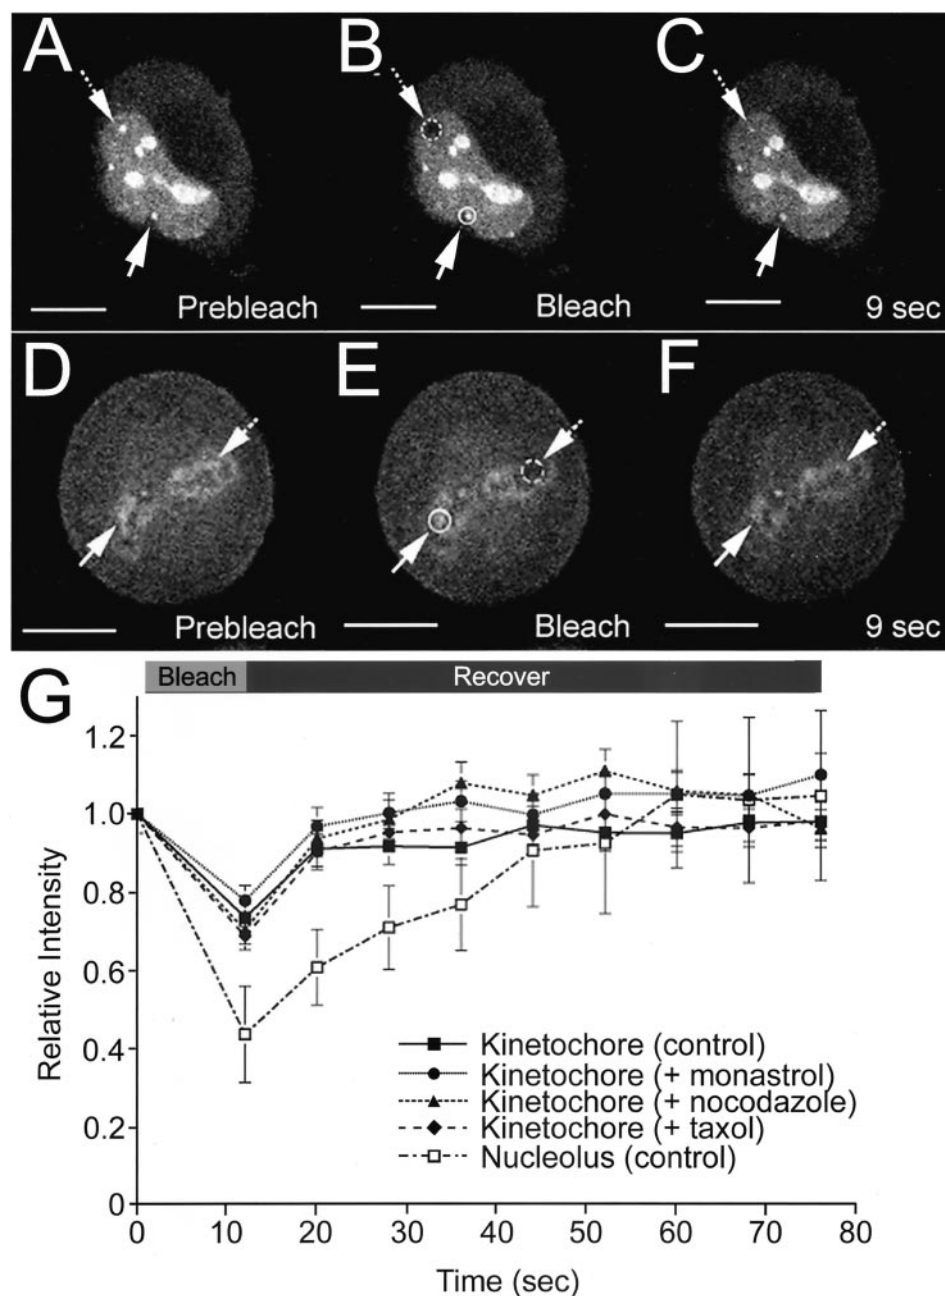 A
B
C
Prebleach
Bleach
9 sec
D
E
F
Prebleach
Bleach
9 sec
G
Bleach
Recover
Relative Intensity
1.2
1.0
0.8
0.6
0.4
0.2
0
Kinetochore (control)
Kinetochore (+ monastrol)
Kinetochore (+ nocodazole)
Kinetochore (+ taxol)
Nucleolus (control)
0 10 20 30 40 50 60 70 80
Time (sec)